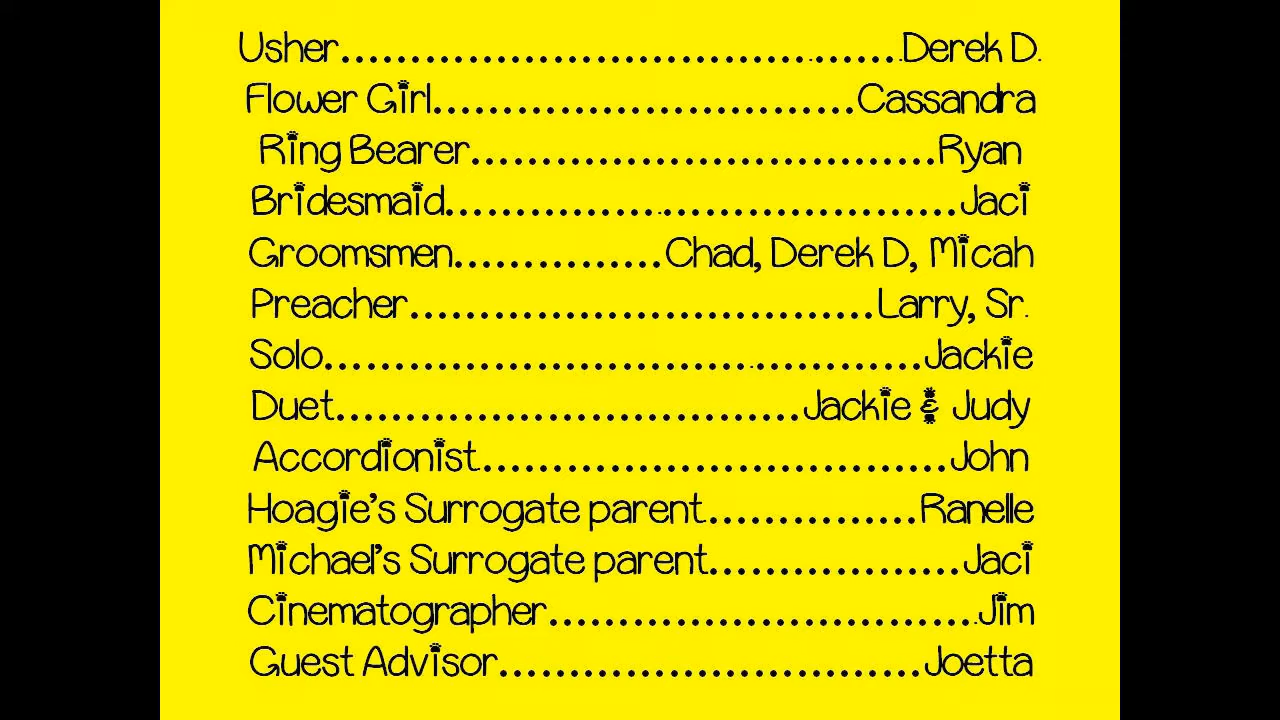 Usher.......................................Derek D.
Flower Girl..............................Cassandra
Ring Bearer.................................Ryan
Bridesmaid....................................Jaci
Groomsmen...............Chad, Derek D, Micah
Preacher.................................Larry, Sr.
Solo..........................................Jackie
Duet.................................Jackie & Judy
Accordionist.................................John
Hoagie's Surrogate parent...............Ranelle
Michael's Surrogate parent..................Jaci
Cinematographer...............................Jim
Guest Advisor..............................Joetta